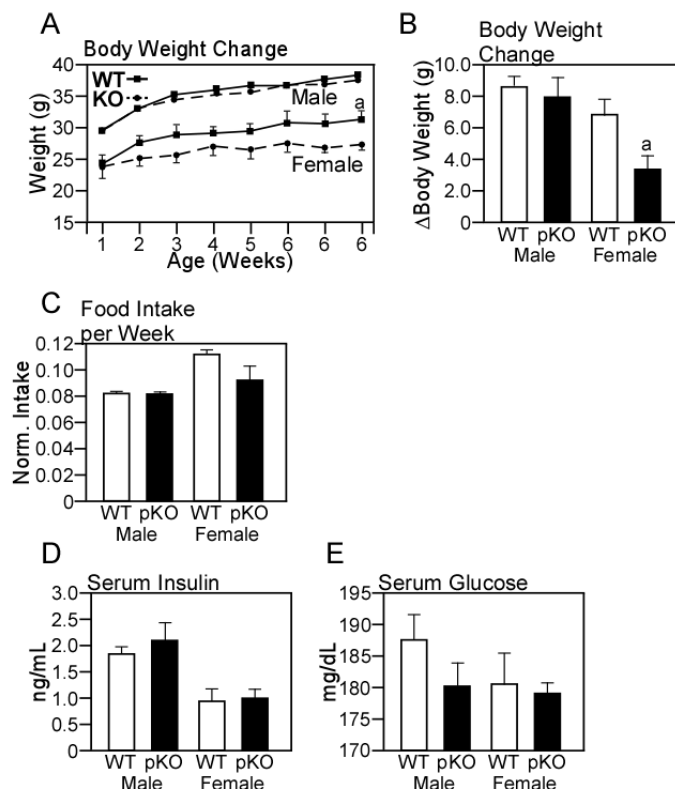 A
Body Weight Change
WT
KO
Male
a
Female
Weight (g)
40
35
30
25
20
15
1 2 3 4 5 6 6 6
Age (Weeks)
B
Body Weight
Change
ΔBody Weight (g)
10.0
8.0
6.0
4.0
2.0
0
a
WT pKO WT pKO
Male Female
C
Food Intake
per Week
Norm. Intake
0.12
0.10
0.08
0.06
0.04
0.02
0
WT pKO WT pKO
Male Female
D
Serum Insulin
ng/mL
3.0
2.5
2.0
1.5
1.0
0.5
0
WT pKO WT pKO
Male Female
E
Serum Glucose
mg/dL
195
190
185
180
175
170
WT pKO WT pKO
Male Female